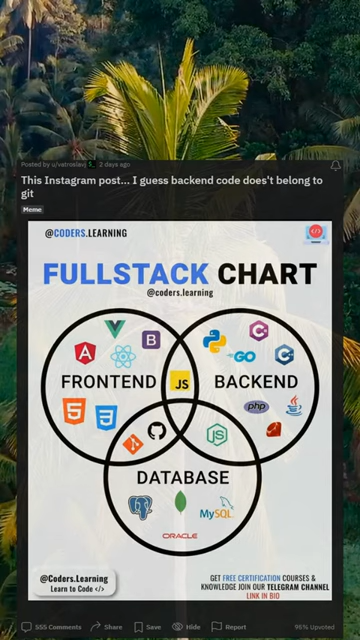 Posted by u/vatroslavj 2 days ago
This Instagram post... I guess backend code does't belong to
git
Meme
@CODERS.LEARNING
FULLSTACK CHART
@coders.learning
B
C
C
GO
JS
FRONTEND
BACKEND
php
DATABASE
MySQL
ORACLE
@Coders.Learning
Learn to Code </>
GET FREE CERTIFICATION COURSES &
KNOWLEDGE JOIN OUR TELEGRAM CHANNEL
LINK IN BIO
555 Comments
Share
Save
Hide
Report
96% Upvoted